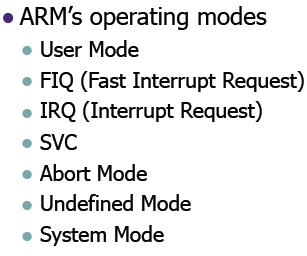 ARM's operating modes
User Mode
FIQ (Fast Interrupt Request)
IRQ (Interrupt Request)
SVC
Abort Mode
Undefined Mode
System Mode